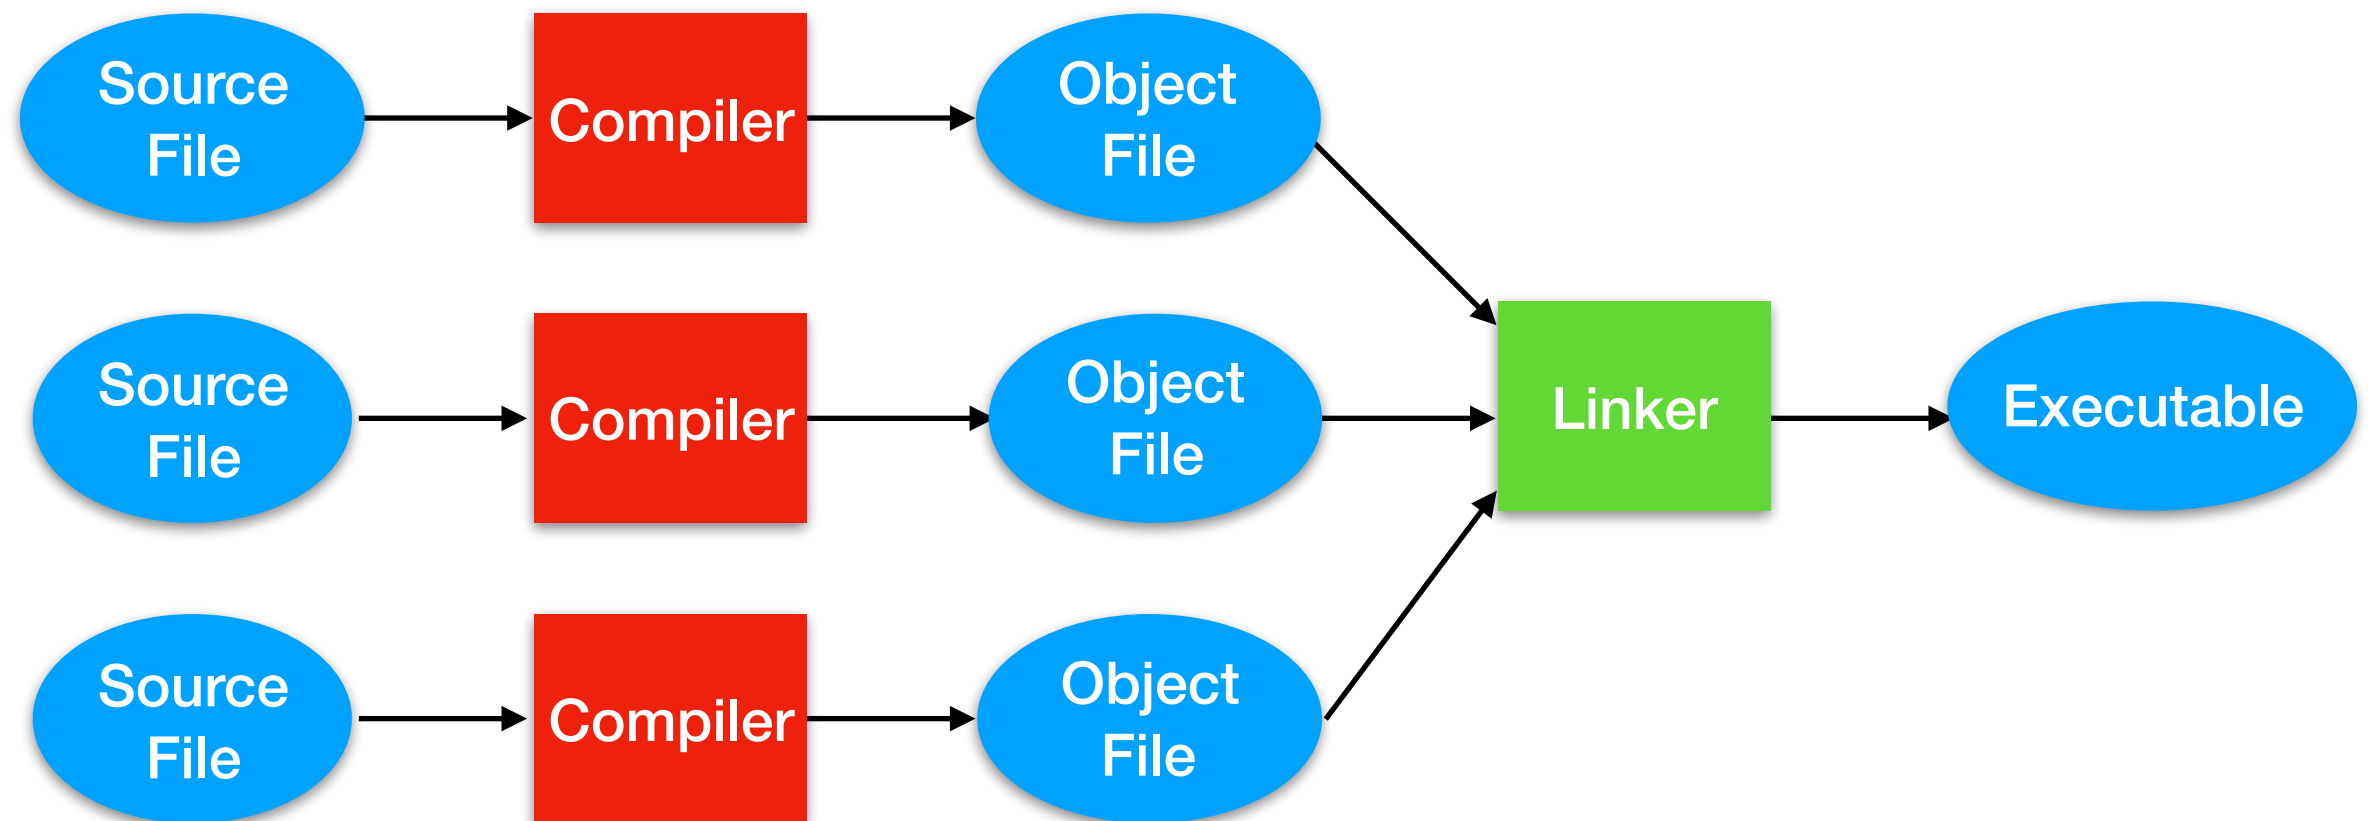 Source
File
Compiler
Object
File
Source
File
Compiler
Object
File
Linker
Executable
Source
File
Compiler
Object
File